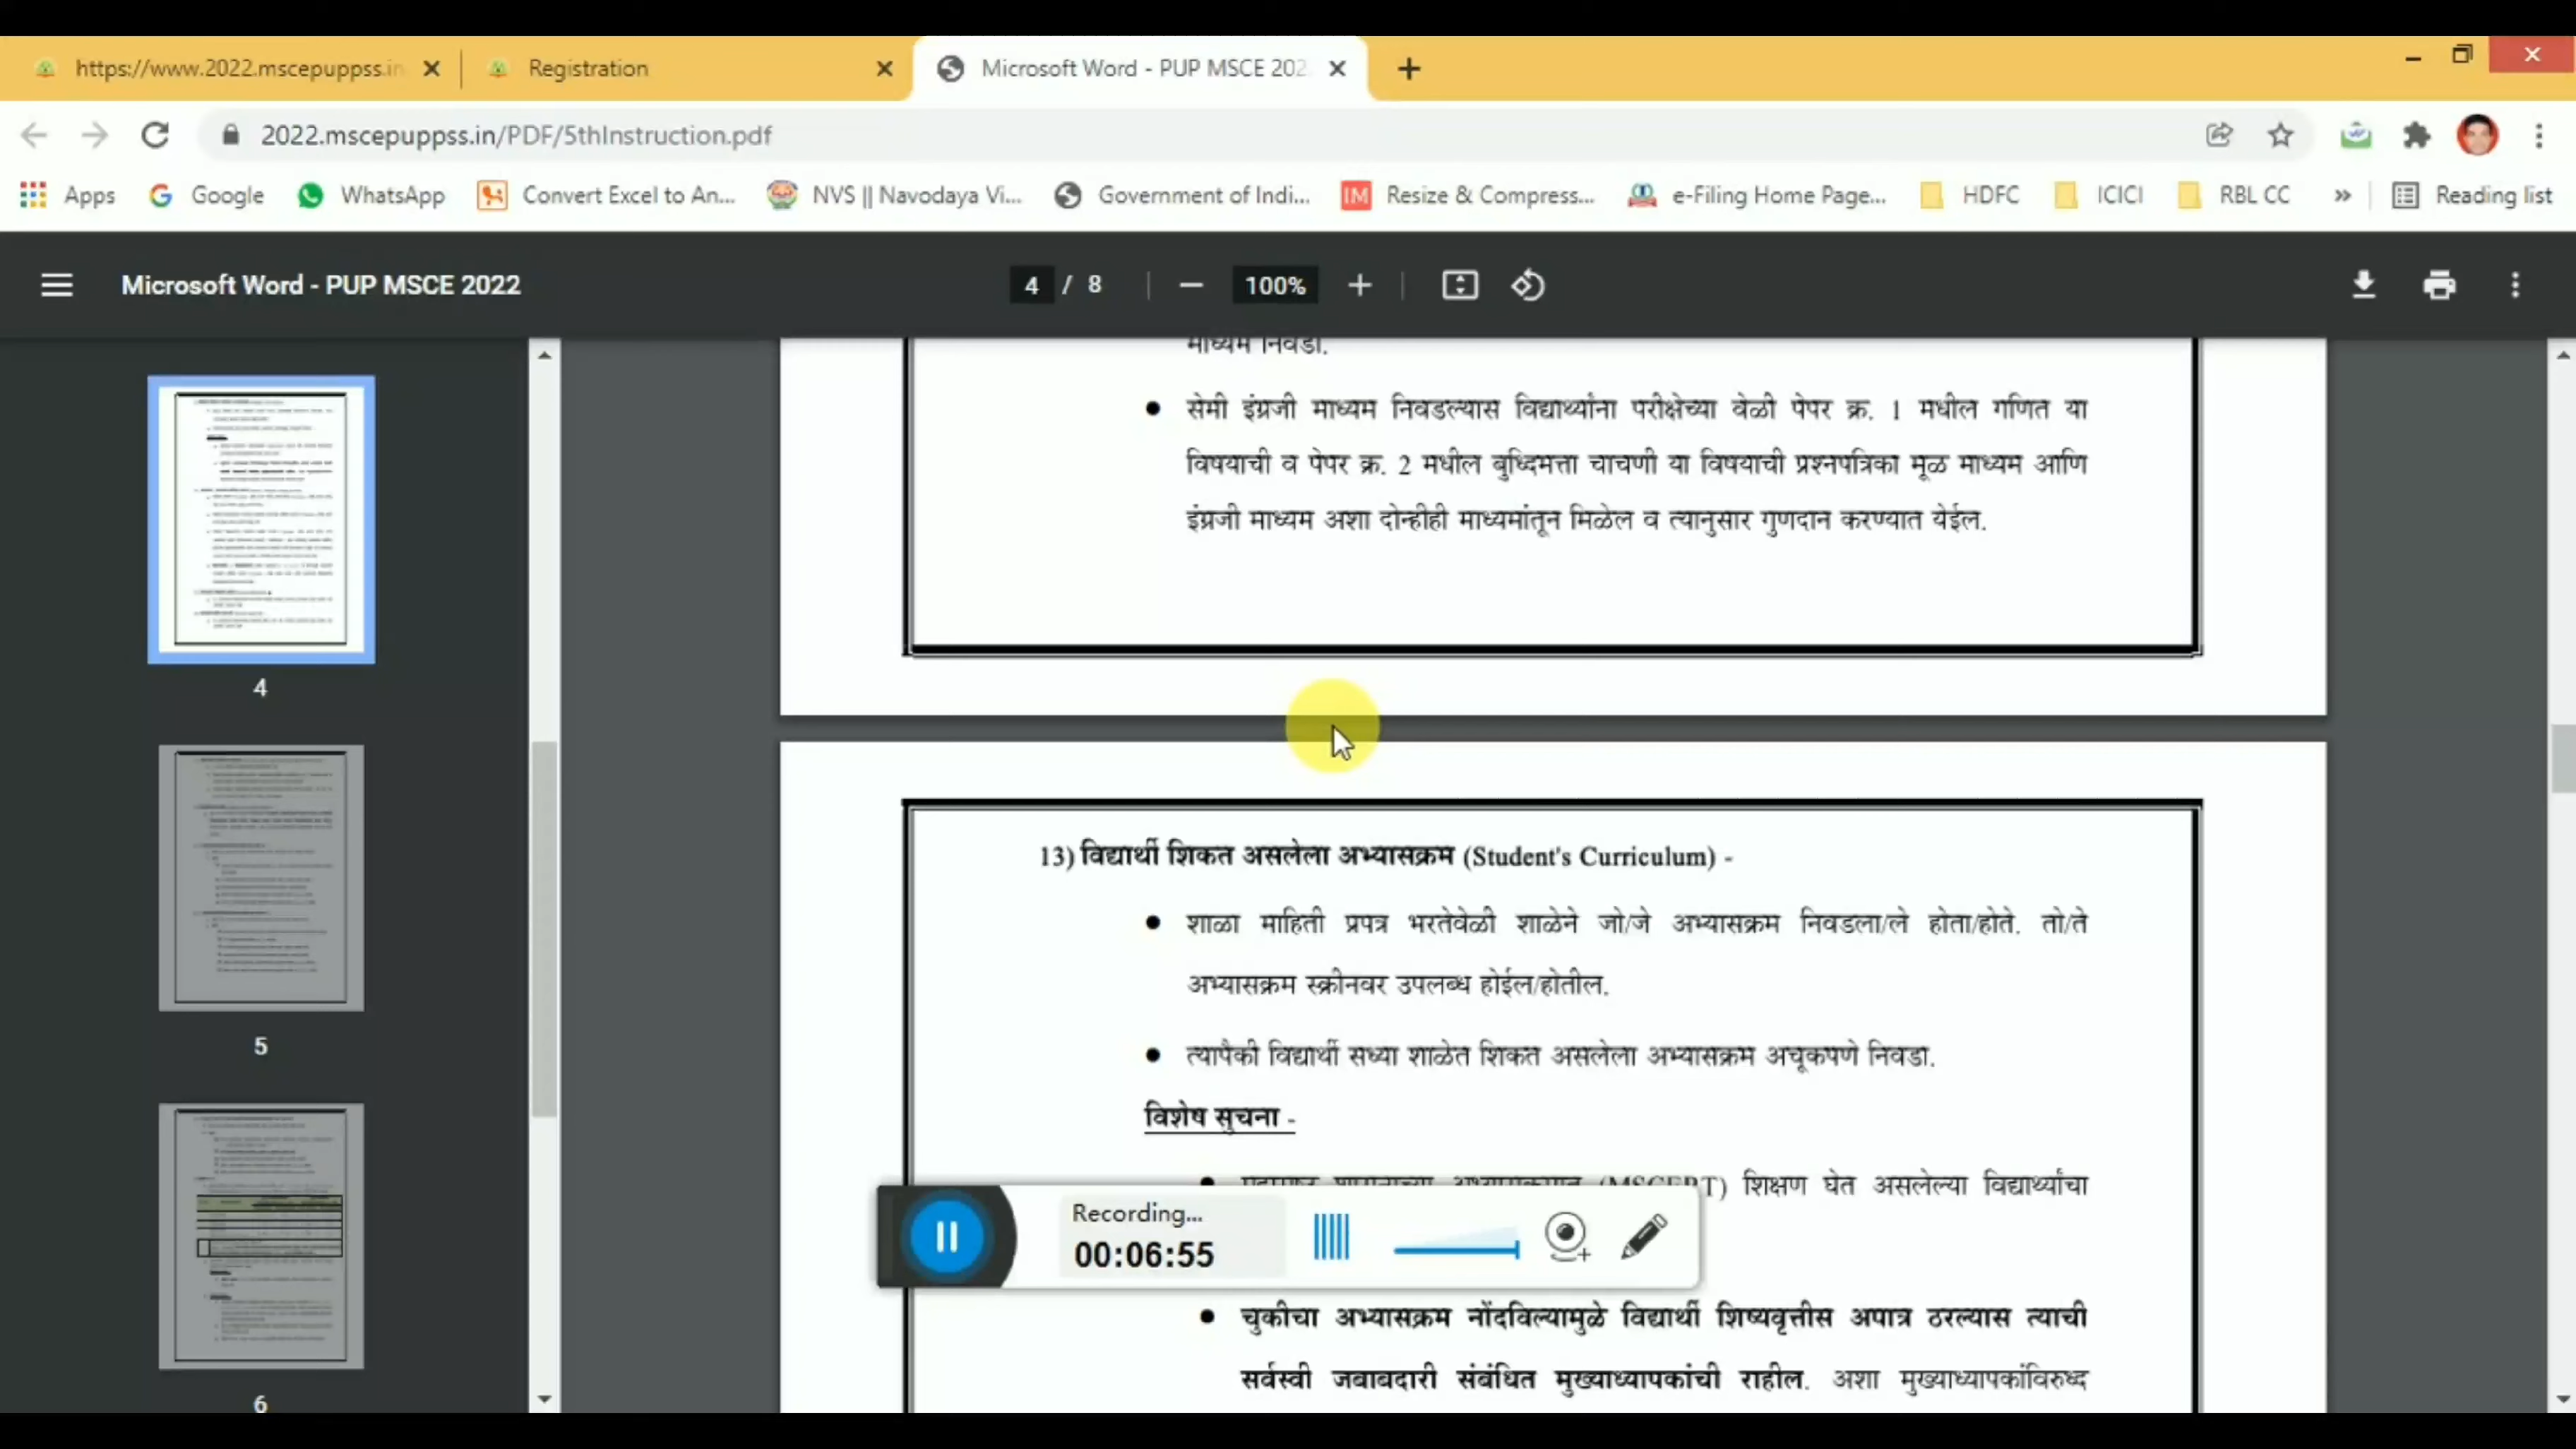 https://www.2022.mscepuppss.in
Registration
Microsoft Word - PUP MSCE 202
2022.mscepuppss.in/PDF/5thInstruction.pdf
Apps
Google
WhatsApp
Convert Excel to An...
NVS || Navodaya Vi...
Government of Indi...
IM
Resize & Compress...
e-Filing Home Page...
HDFC
ICICI
RBL CC
»
Reading list
Microsoft Word - PUP MSCE 2022
4 / 8
100%
माध्यम निवडा.
● सेमी इंग्रजी माध्यम निवडल्यास विद्यार्थ्यांना परीक्षेच्या वेळी पेपर क्र. 1 मधील गणित या
विषयाची व पेपर क्र. 2 मधील बुध्दिमत्ता चाचणी या विषयाची प्रश्नपत्रिका मूळ माध्यम आणि
इंग्रजी माध्यम अशा दोन्हीही माध्यमांतून मिळेल व त्यानुसार गुणदान करण्यात येईल.
4
5
6
13) विद्यार्थी शिकत असलेला अभ्यासक्रम (Student's Curriculum) -
● शाळा माहिती प्रपत्र भरतेवेळी शाळेने जो/जे अभ्यासक्रम निवडला/ले होता/होते. तो/ते
अभ्यासक्रम स्क्रीनवर उपलब्ध होईल/होतील.
● त्यापैकी विद्यार्थी सध्या शाळेत शिकत असलेला अभ्यासक्रम अचूकपणे निवडा.
विशेष सुचना -
शिक्षण घेत असलेल्या विद्यार्थ्यांचा
Recording...
00:06:55
● चुकीचा अभ्यासक्रम नोंदविल्यामुळे विद्यार्थी शिष्यवृत्तीस अपात्र ठरल्यास त्याची
सर्वस्वी जबाबदारी संबंधित मुख्याध्यापकांची राहील. अशा मुख्याध्यापकांविरुध्द